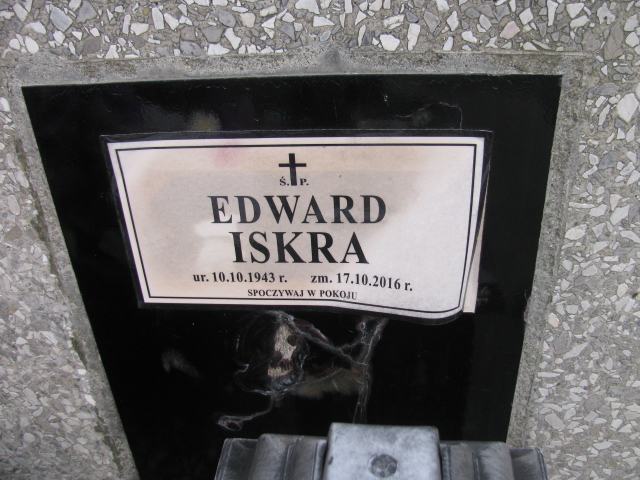 Ś. P.
EDWARD
ISKRA
ur. 10.10.1943 r. zm. 17.10.2016 r.
SPOCZYWAJ W POKOJU